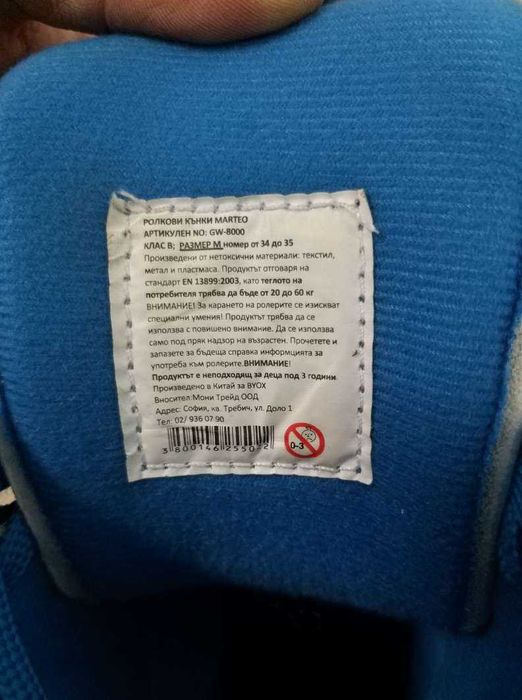 РОЛКОВИ КЪНКИ MARTEO
АРТИКУЛЕН NO: GW-8000
КЛАС В; РАЗМЕР М номер от 34 до 35
Произведени от нетоксични материали: текстил,
метал и пластмаса. Продуктът отговаря на
стандарт EN 13899:2003, като теглото на
потребителя трябва да бъде от 20 до 60 кг
ВНИМАНИЕ! За карането на ролерите се изискват
специални умения! Продуктът трябва да се
използва с повишено внимание. Да се използва
само под пряк надзор на възрастен. Прочетете и
запазете за бъдеща справка информцията за
употреба към ролерите.ВНИМАНИЕ!
Продуктът е неподходящ за деца под 3 години.
Произведено в Китай за BYOX
Вносител:Мони Трейд ООД
Адрес: София, кв. Требич, ул. Доло 1
Тел: 02/ 936 07 90
3 800146 255022
0-3